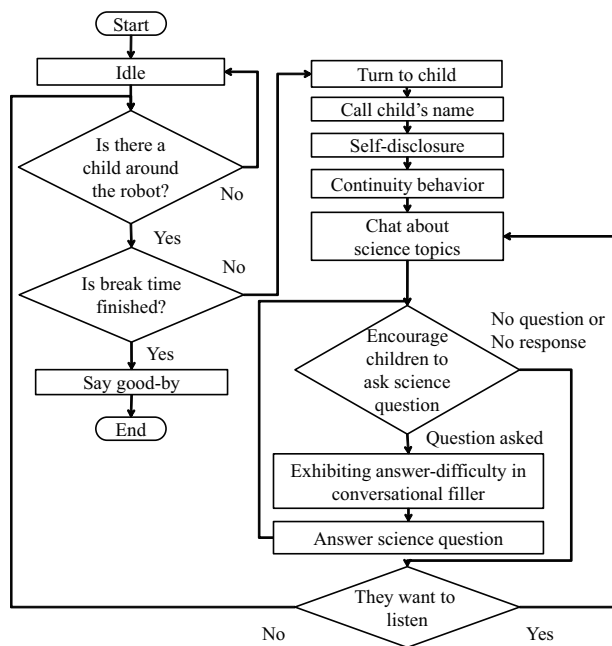 Start
Idle
Is there a
child around
the robot?
No
Yes
Is break time
finished?
No
Yes
Say good-by
End
Turn to child
Call child's name
Self-disclosure
Continuity behavior
Chat about
science topics
Encourage
children to
ask science
question
No question or
No response
Question asked
Exhibiting answer-difficulty in
conversational filler
Answer science question
They want to
listen
No
Yes